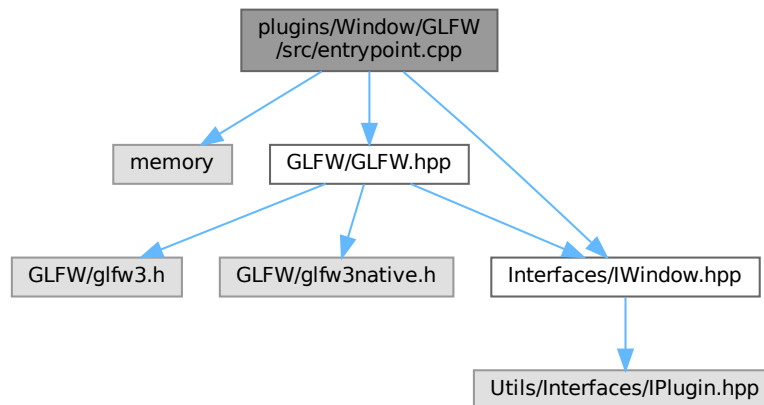 plugins/Window/GLFW
/src/entrypoint.cpp
memory
GLFW/GLFW.hpp
GLFW/glfw3.h
GLFW/glfw3native.h
Interfaces/IWindow.hpp
Utils/Interfaces/IPlugin.hpp